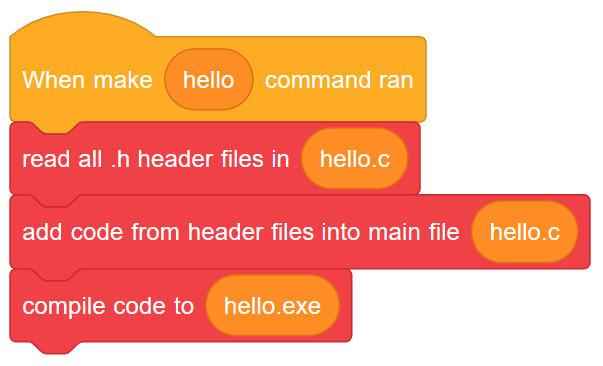 When make hello command ran
read all .h header files in hello.c
add code from header files into main file hello.c
compile code to hello.exe